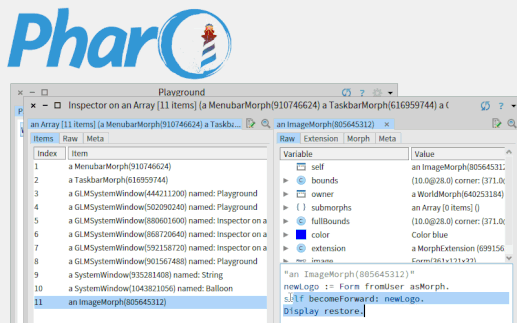 Pharo
Playground
Inspector on an Array [11 items] (a MenubarMorph(910746624) a TaskbarMorph(616959744) a G
an Array [11 items] (a MenubarMorph(910746624) a Taskb...
an ImageMorph(805645312)
Items Raw Meta
Raw Extension Morph Meta
Index Item
Variable Value
1 a MenubarMorph(910746624)
2 a TaskbarMorph(616959744)
3 a GLMSystemWindow(444211200) named: Playground
4 a GLMSystemWindow(502090240) named: Playground
5 a GLMSystemWindow(880601600) named: Inspector on a
6 a GLMSystemWindow(868720640) named: Inspector on a
7 a GLMSystemWindow(592158720) named: Inspector on a
8 a GLMSystemWindow(901567488) named: Playground
9 a SystemWindow(935281408) named: String
10 a SystemWindow(1043821056) named: Balloon
11 an ImageMorph(805645312)
self an ImageMorph(805645312
bounds (10.0@28.0) corner: (371.0
owner a WorldMorph(640253184)
submorphs an Array [0 items] ()
fullBounds (10.0@28.0) corner: (371.0
color Color blue
extension a MorphExtension (699156
image Form(361x121x32)
"an ImageMorph(805645312)"
newLogo := Form fromUser asMorph.
self becomeForward: newLogo.
Display restore.